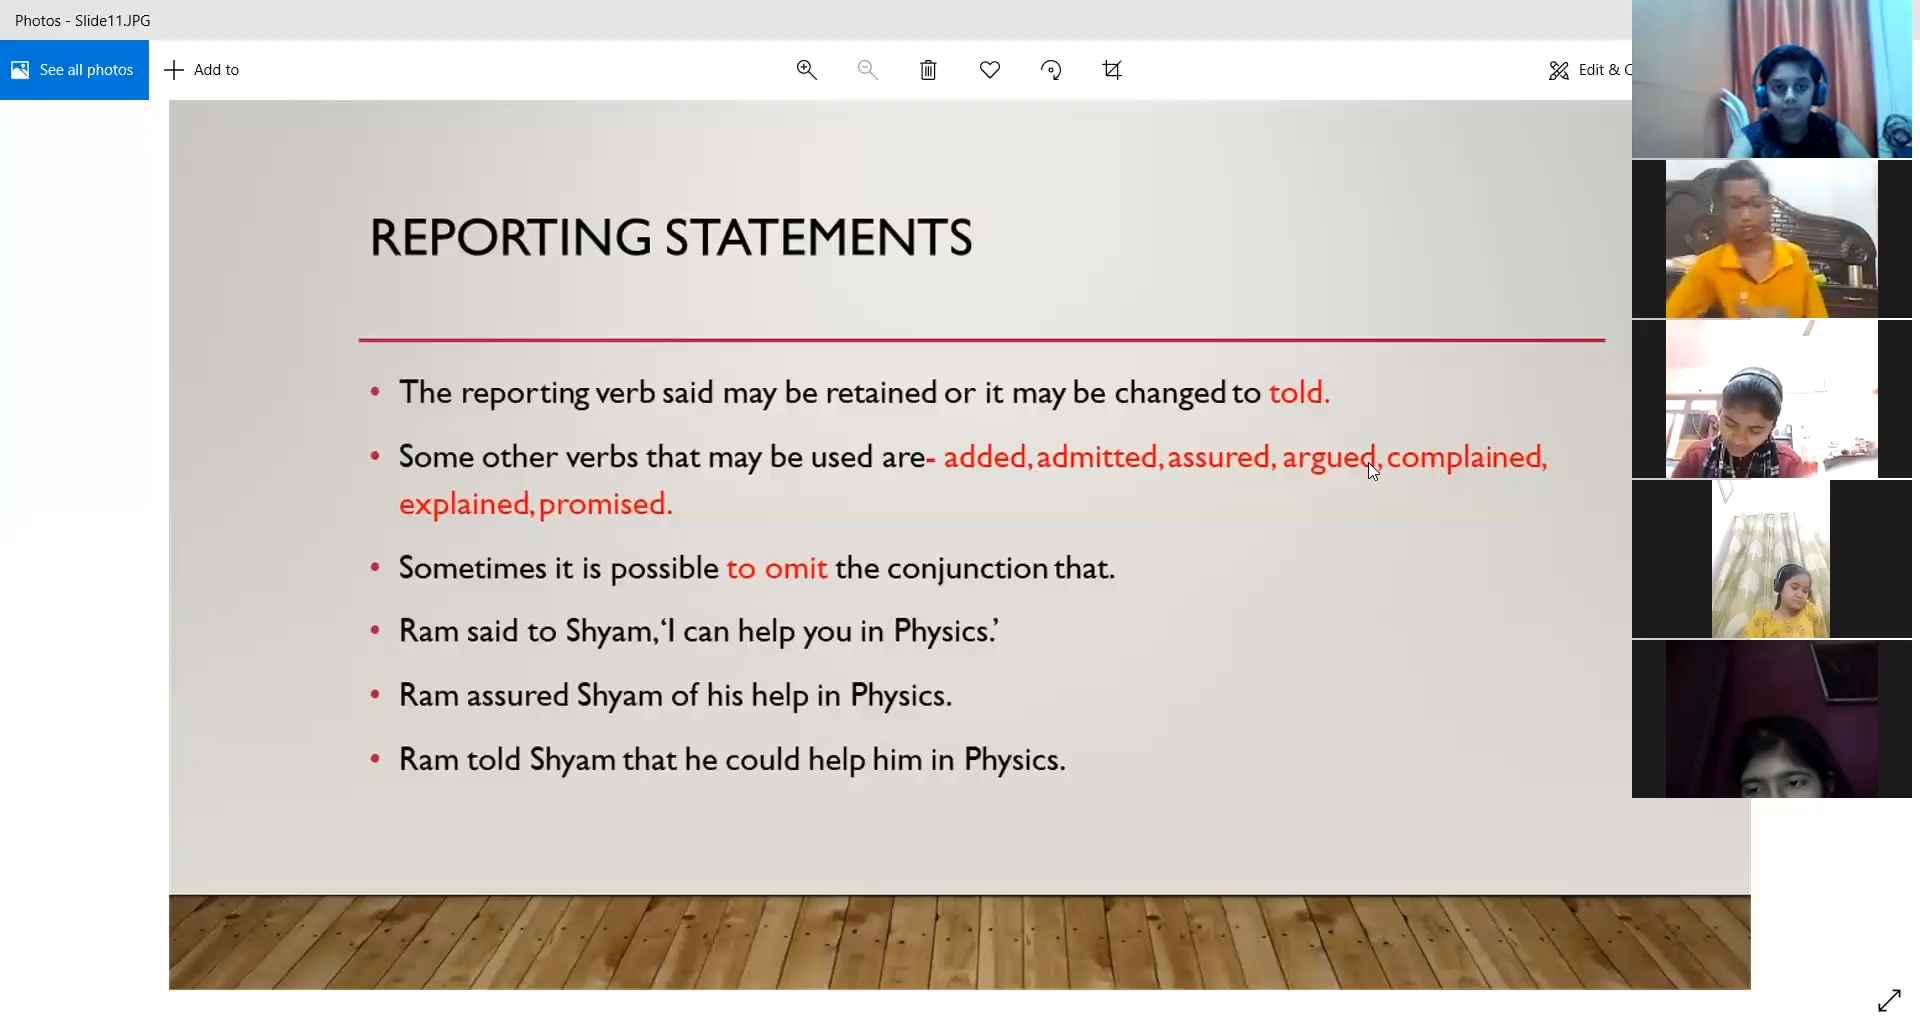 Photos - Slide11.JPG
See all photos
Add to
Edit & C
REPORTING STATEMENTS
• The reporting verb said may be retained or it may be changed to told.
• Some other verbs that may be used are- added, admitted, assured, argued, complained,
explained, promised.
• Sometimes it is possible to omit the conjunction that.
• Ram said to Shyam,‘I can help you in Physics.’
• Ram assured Shyam of his help in Physics.
• Ram told Shyam that he could help him in Physics.